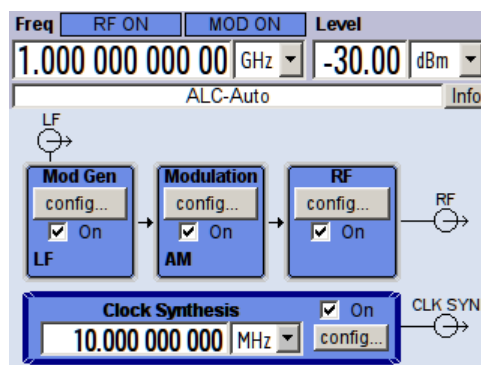 Freq RF ON MOD ON Level
1.000 000 000 00 GHz -30.00 dBm
ALC-Auto Info
LF
Mod Gen Modulation RF
config... config... config... RF
On On On
LF AM
Clock Synthesis On CLK SYN
10.000 000 000 MHz config...